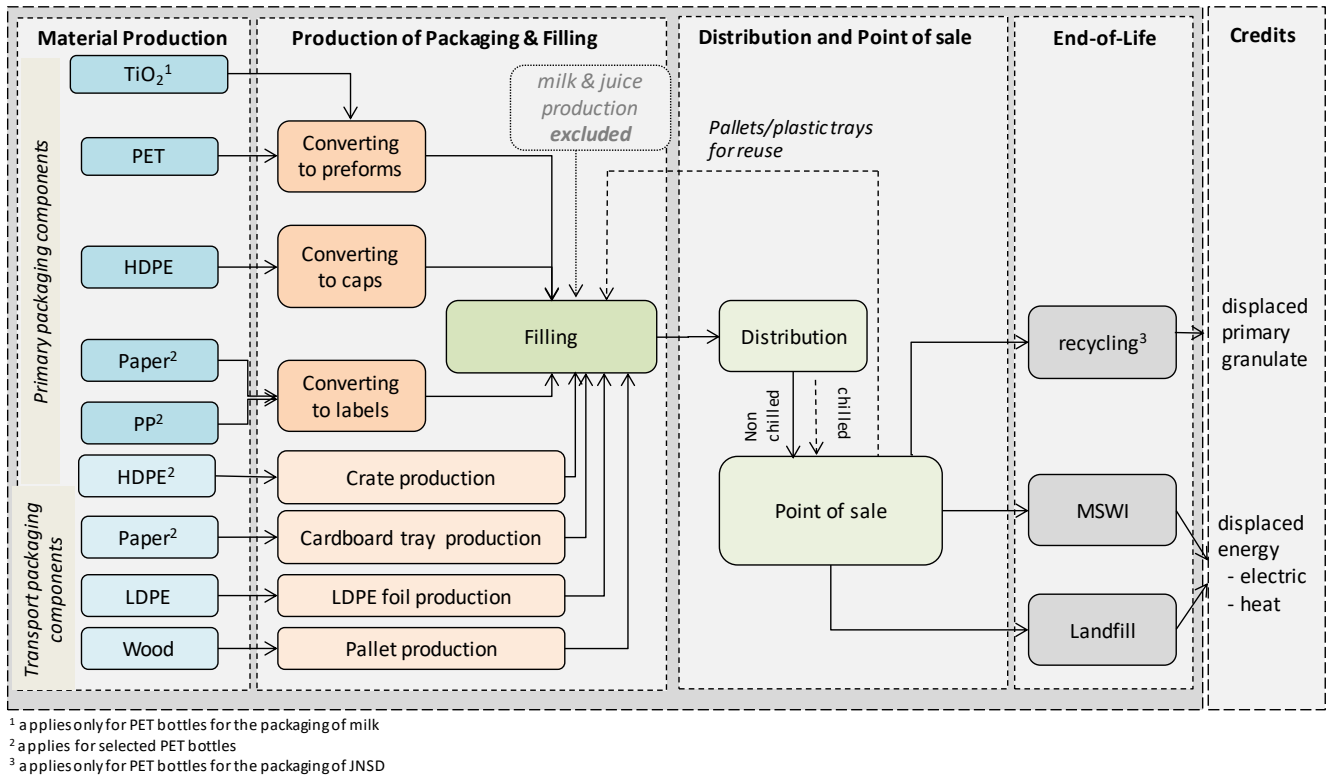 Material Production
Production of Packaging & Filling
Distribution and Point of sale
End-of-Life
Credits
Primary packaging components
Transport packaging
components
TiO₂¹
PET
HDPE
Paper²
PP²
HDPE²
Paper²
LDPE
Wood
Converting
to preforms
Converting
to caps
Converting
to labels
Crate production
Cardboard tray production
LDPE foil production
Pallet production
milk & juice
production
excluded
Filling
Pallets/plastic trays
for reuse
Distribution
Non
chilled
chilled
Point of sale
recycling³
MSWI
Landfill
displaced
primary
granulate
displaced
energy
- electric
- heat
¹ applies only for PET bottles for the packaging of milk
² applies for selected PET bottles
³ applies only for PET bottles for the packaging of JNSD